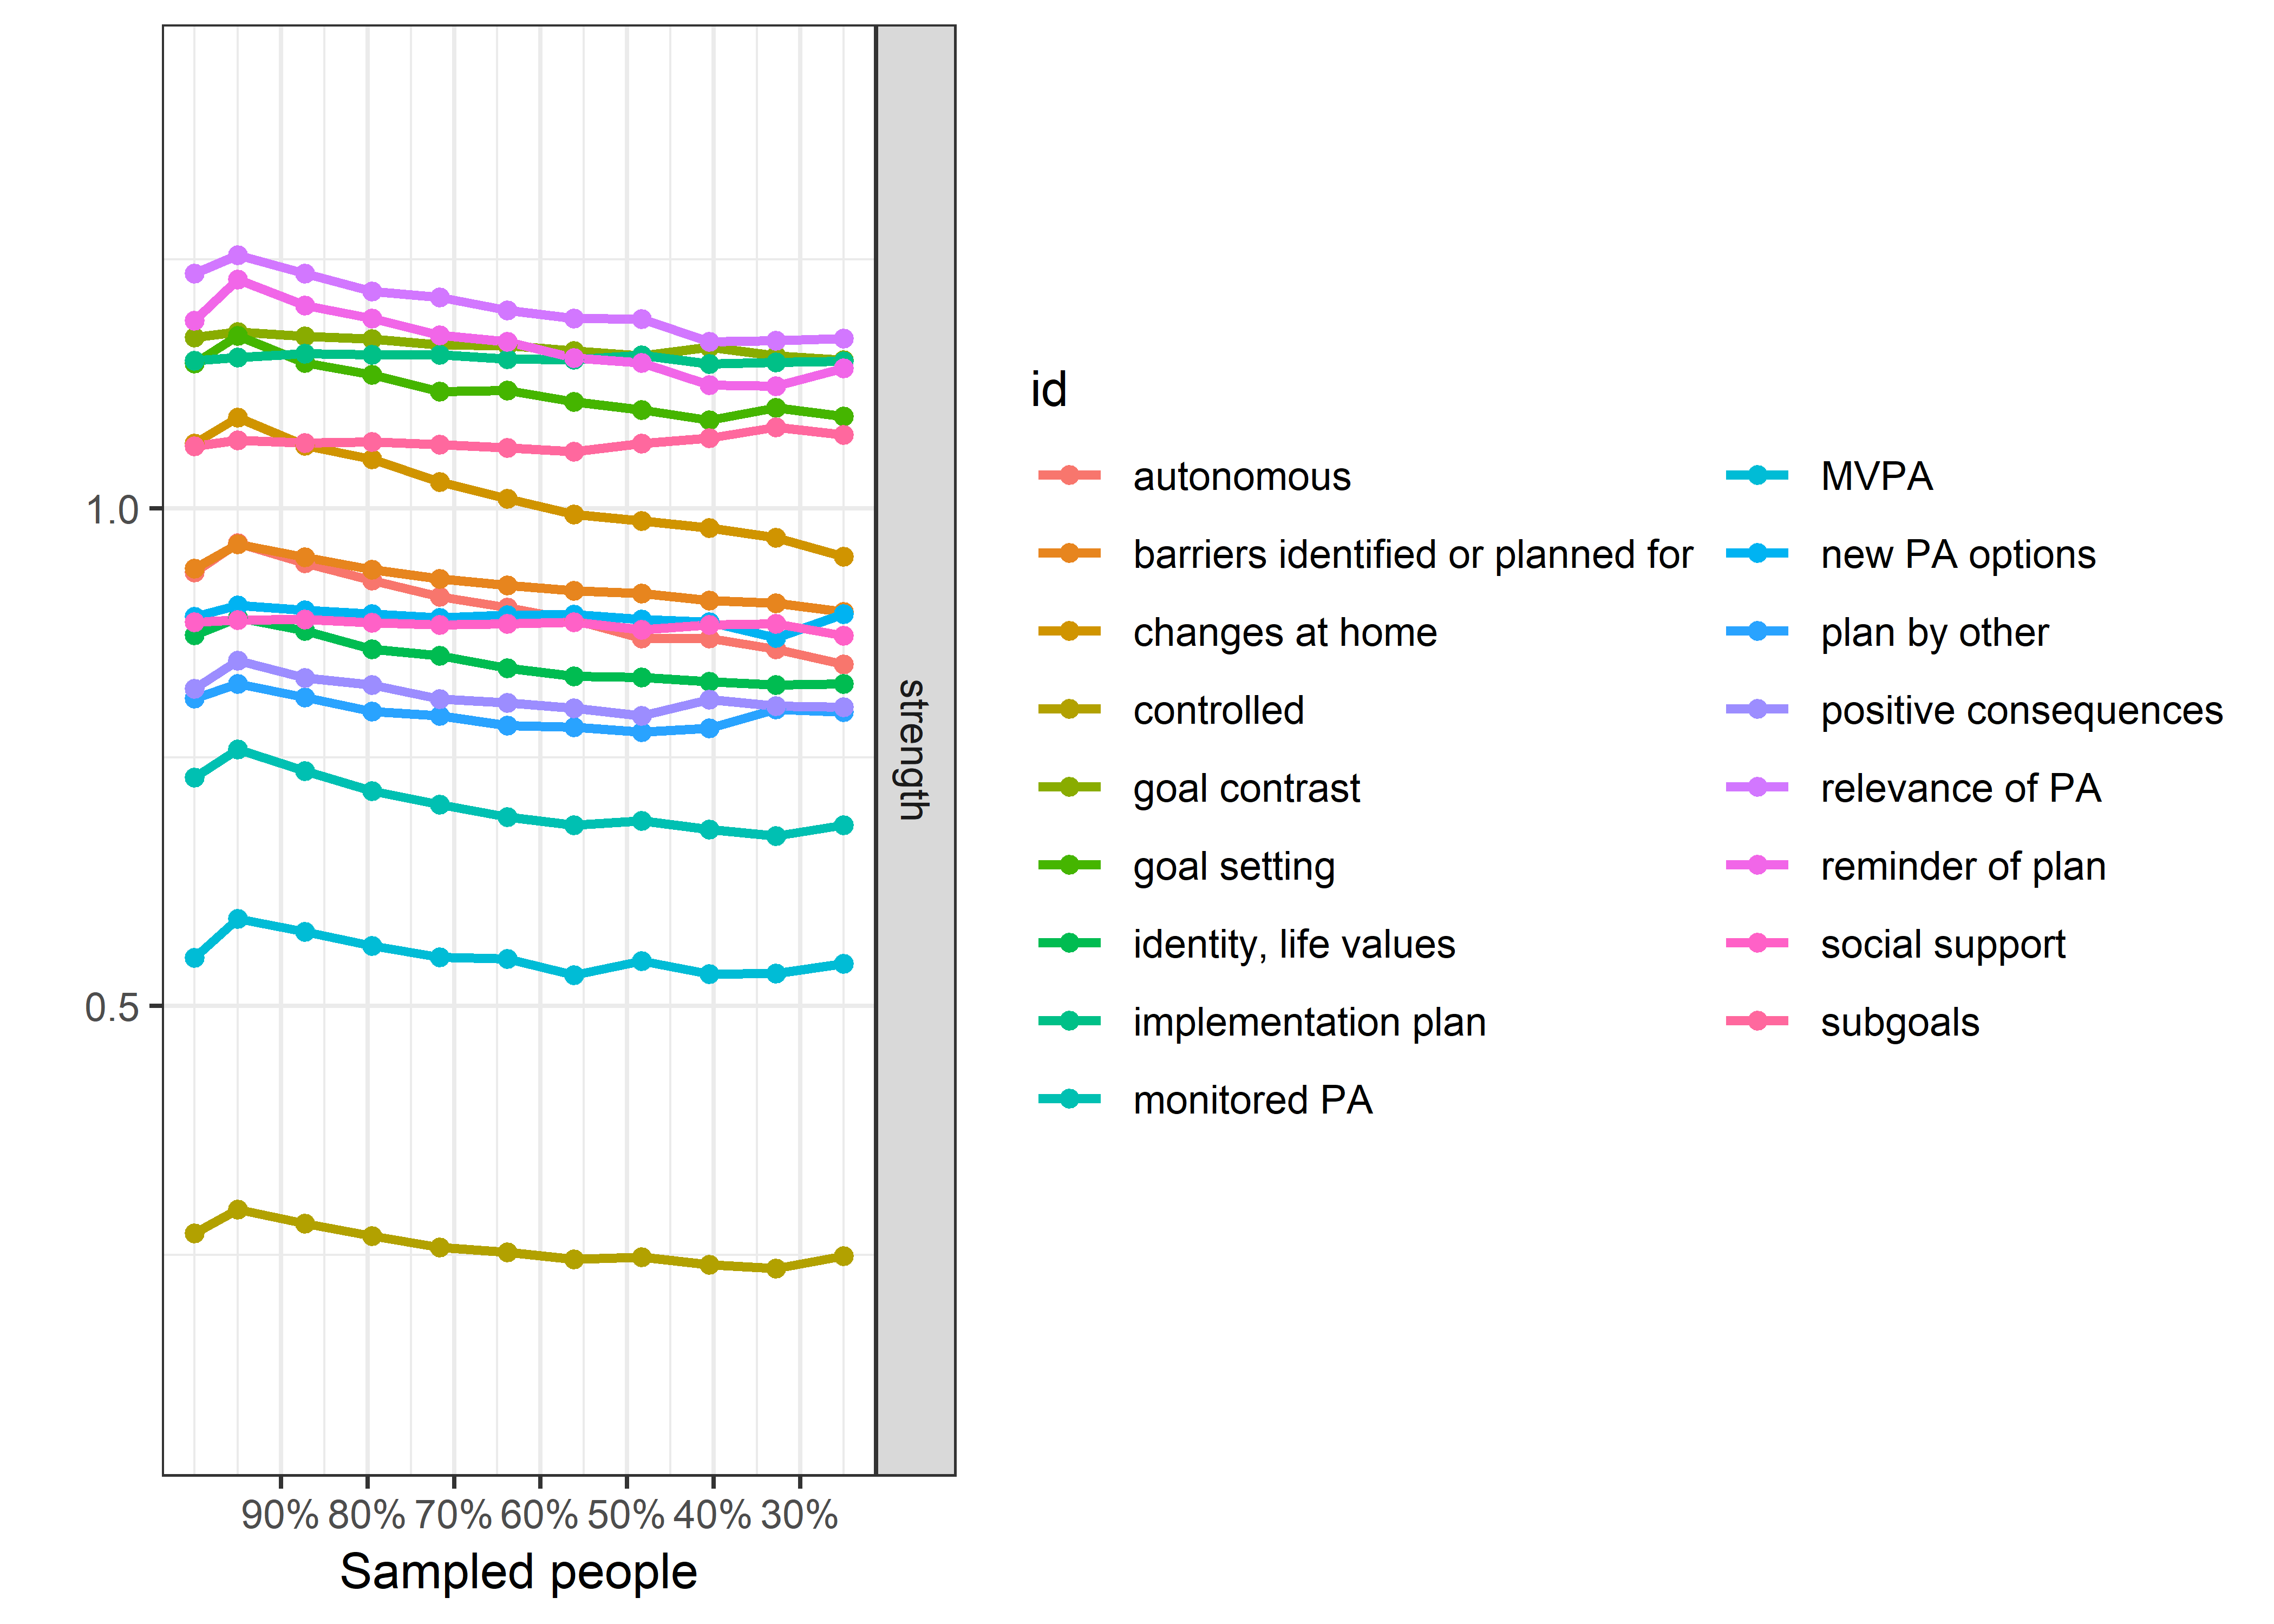 1.0
0.5
90% 80% 70% 60% 50% 40% 30%
Sampled people
strength
id
autonomous
barriers identified or planned for
changes at home
controlled
goal contrast
goal setting
identity, life values
implementation plan
monitored PA
MVPA
new PA options
plan by other
positive consequences
relevance of PA
reminder of plan
social support
subgoals